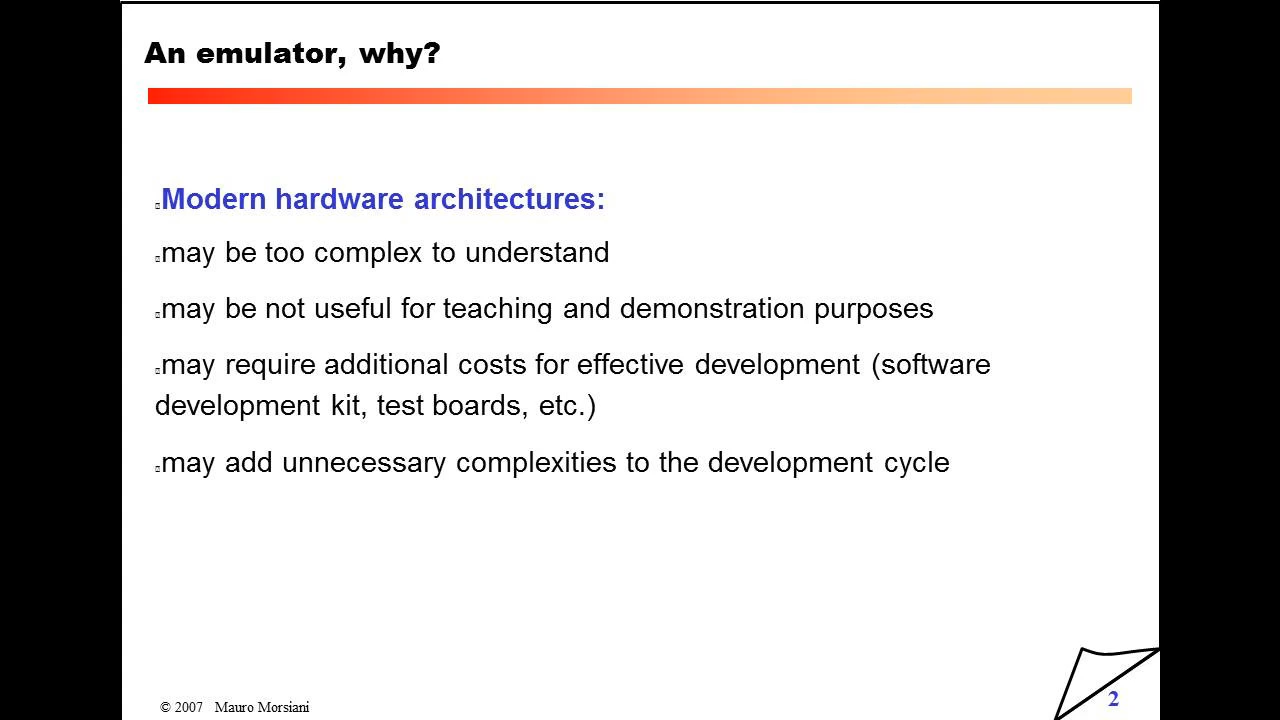 An emulator, why?
Modern hardware architectures:
may be too complex to understand
may be not useful for teaching and demonstration purposes
may require additional costs for effective development (software
development kit, test boards, etc.)
may add unnecessary complexities to the development cycle
© 2007 Mauro Morsiani
2